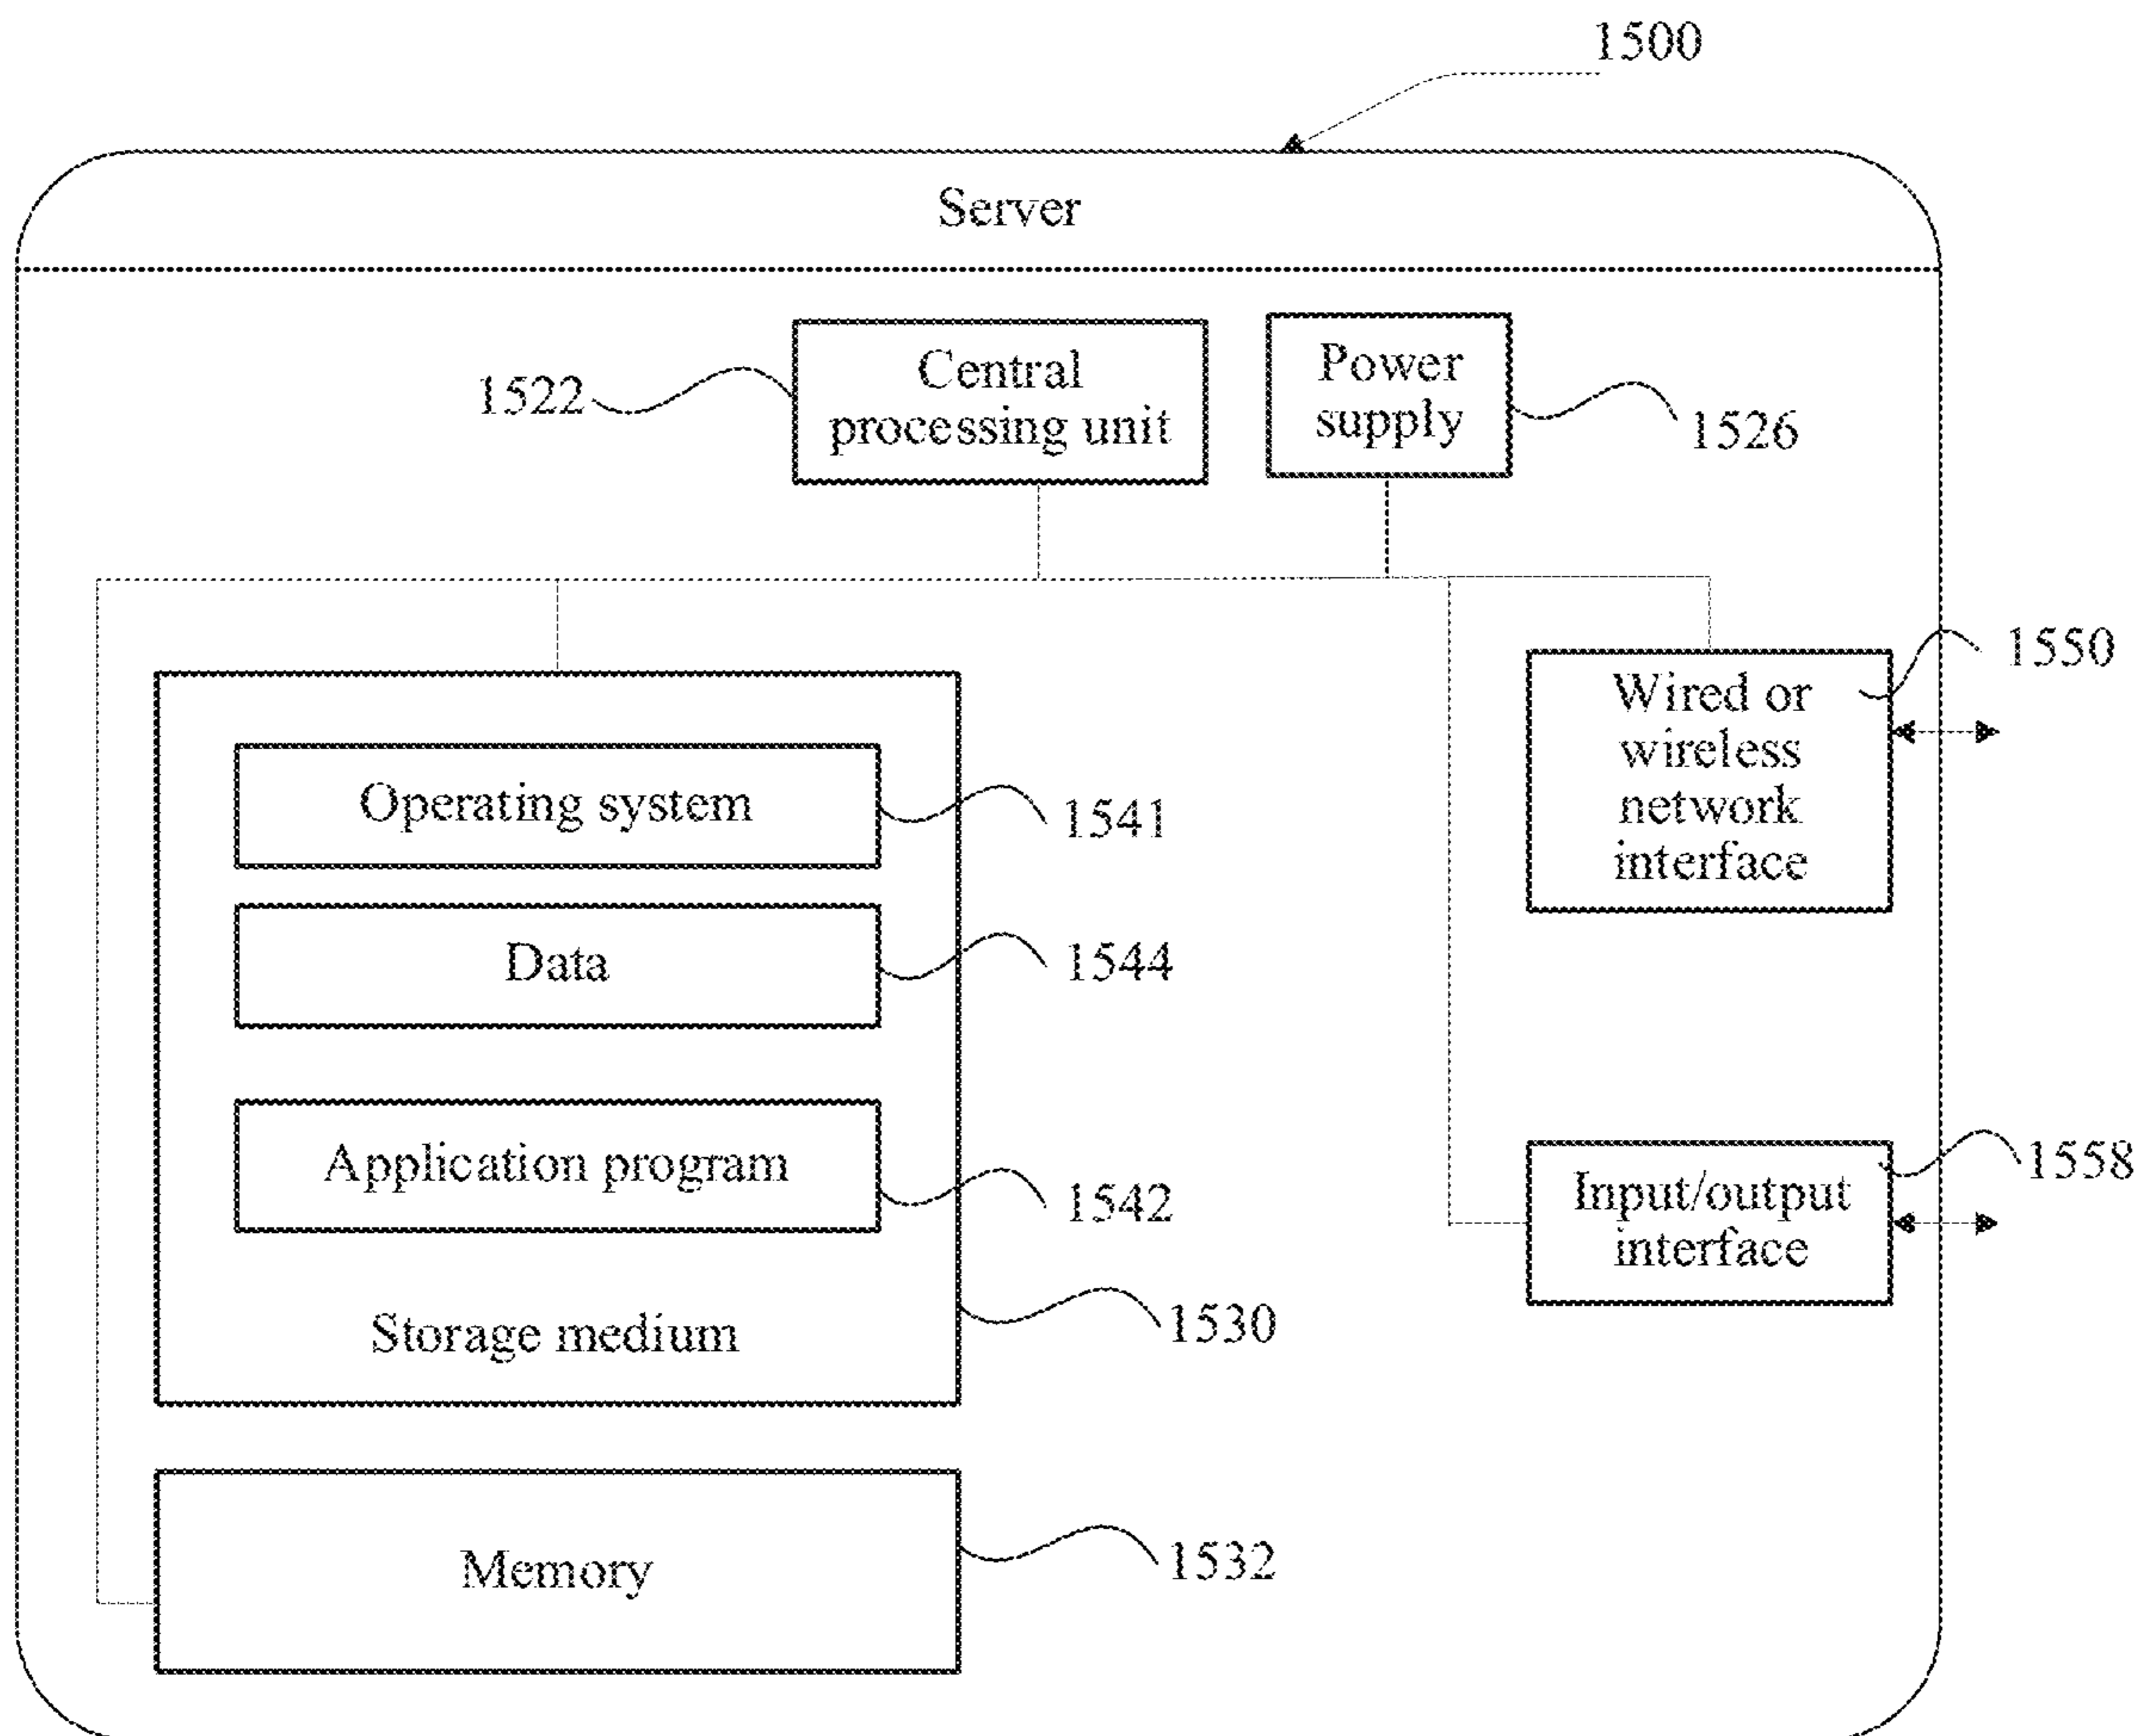 1500
Server
Central
processing unit
1522
Power
supply
1526
Wired or
wireless
network
interface
1550
Operating system
1541
Data
1544
Application program
1542
Storage medium
1530
Input/output
interface
1558
Memory
1532